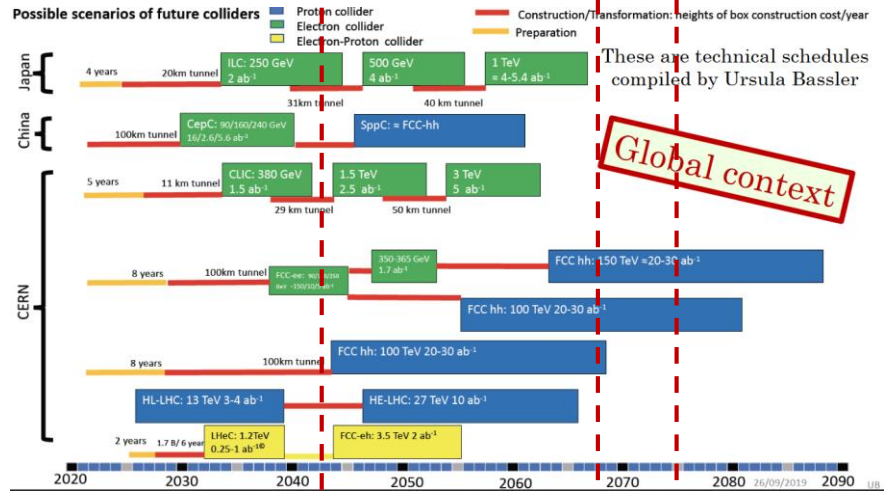 Possible scenarios of future colliders
Proton collider
Electron collider
Electron-Proton collider
Construction/Transformation: heights of box construction cost/year
Preparation
These are technical schedules
compiled by Ursula Bassler
Global context
Japan
4 years
20km tunnel
ILC: 250 GeV
2 ab-1
500 GeV
4 ab-1
1 TeV
≈ 4-5.4 ab-1
31km tunnel
40 km tunnel
China
100km tunnel
CepC: 90/160/240 GeV
16/2.6/5.6 ab-1
SppC: ≈ FCC-hh
CERN
5 years
11 km tunnel
CLIC: 380 GeV
1.5 ab-1
1.5 TeV
2.5 ab-1
3 TeV
5 ab-1
29 km tunnel
50 km tunnel
8 years
100km tunnel
FCC-ee:
350-365 GeV
1.7 ab-1
FCC hh: 150 TeV ≈20-30 ab-1
FCC hh: 100 TeV 20-30 ab-1
8 years
100km tunnel
FCC hh: 100 TeV 20-30 ab-1
HL-LHC: 13 TeV 3-4 ab-1
HE-LHC: 27 TeV 10 ab-1
2 years
1.7 B/ 6 year
LHeC: 1.2TeV
0.25-1 ab-1
FCC-eh: 3.5 TeV 2 ab-1
2020
2030
2040
2050
2060
2070
2080
2090
26/09/2019
UB